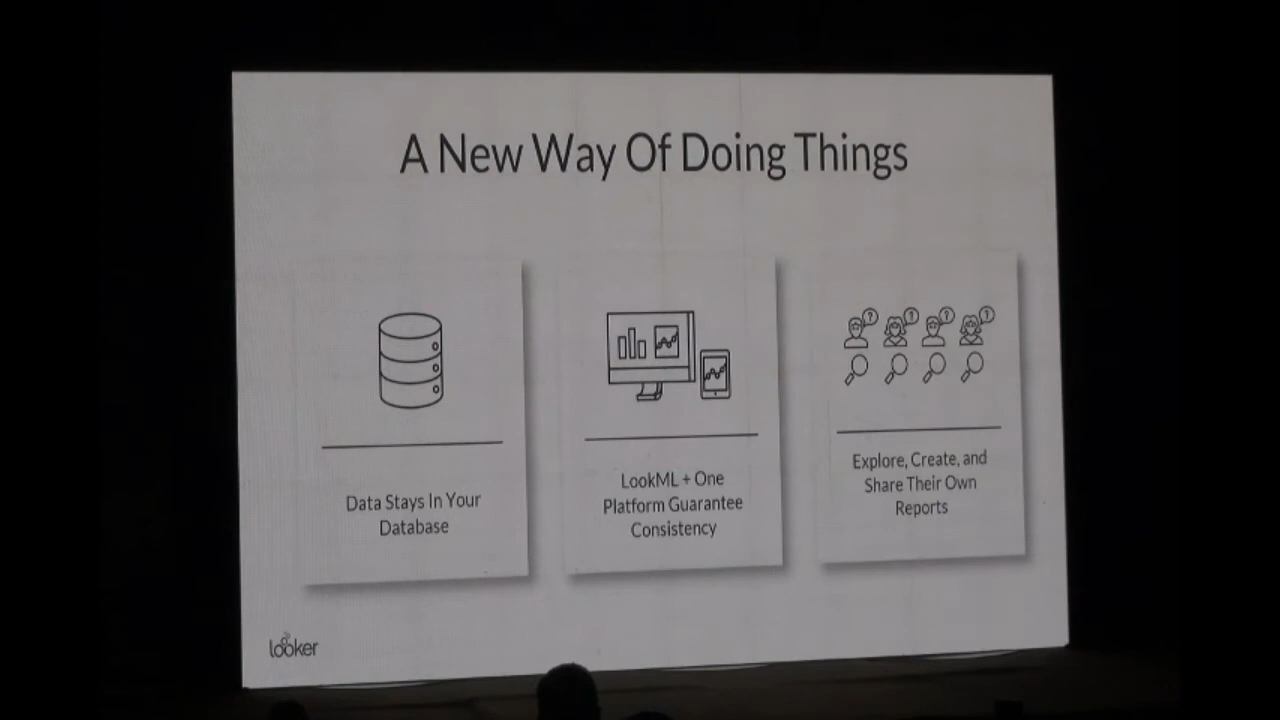 A New Way Of Doing Things
Data Stays In Your
Database
LookML + One
Platform Guarantee
Consistency
? ? ? ?
Explore, Create, and
Share Their Own
Reports
looker